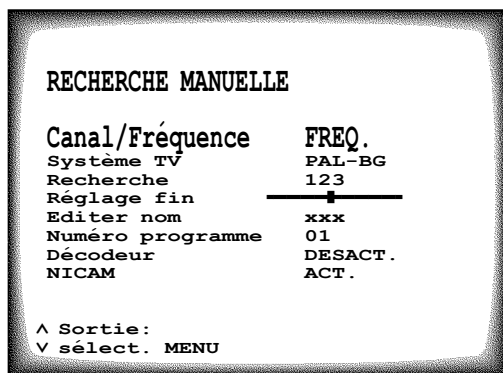 RECHERCHE MANUELLE
Canal/Fréquence FREQ.
Système TV PAL-BG
Recherche 123
Réglage fin
Editer nom xxx
Numéro programme 01
Décodeur DESACT.
NICAM ACT.
∧ Sortie:
∨ sélect. MENU